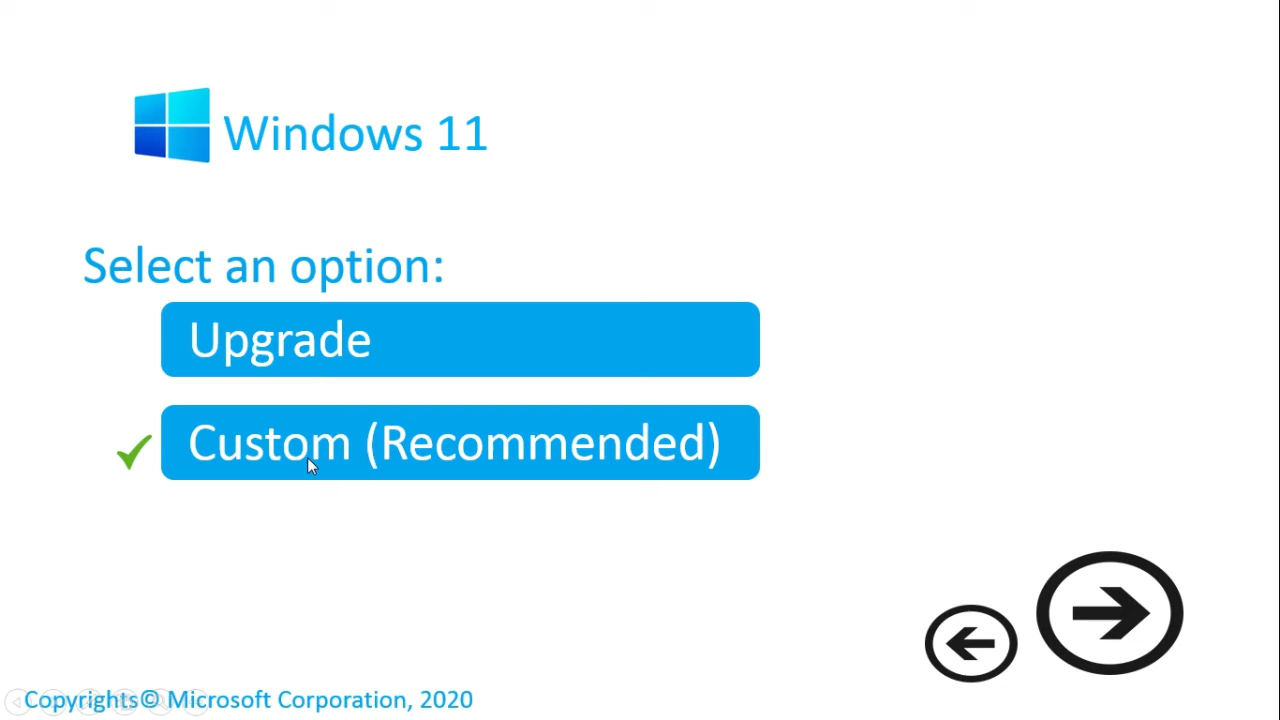 Windows 11
Select an option:
Upgrade
Custom (Recommended)
Copyrights© Microsoft Corporation, 2020